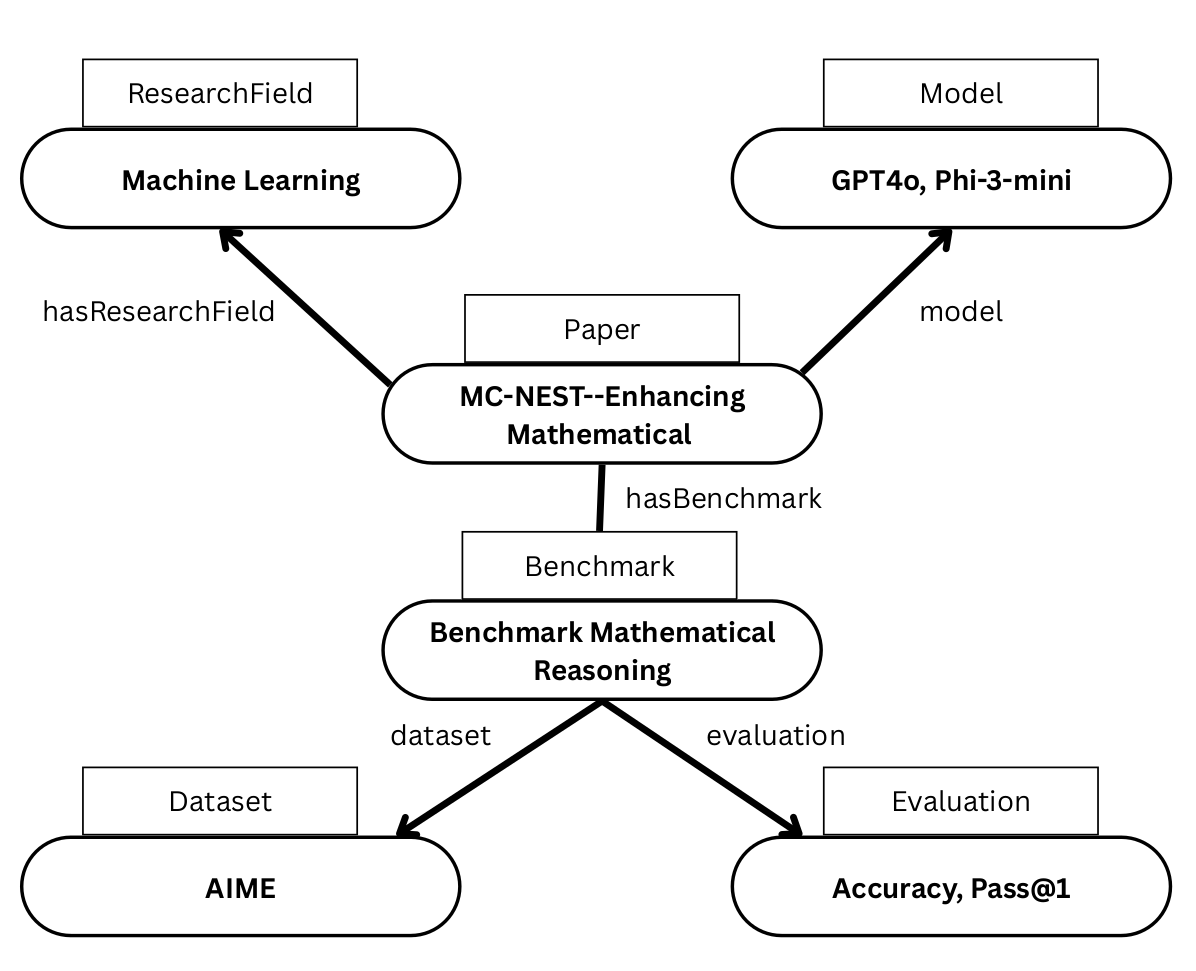 ResearchField
Machine Learning
Model
GPT4o, Phi-3-mini
hasResearchField
model
Paper
MC-NEST--Enhancing
Mathematical
hasBenchmark
Benchmark
Benchmark Mathematical
Reasoning
dataset
evaluation
Dataset
AIME
Evaluation
Accuracy, Pass@1